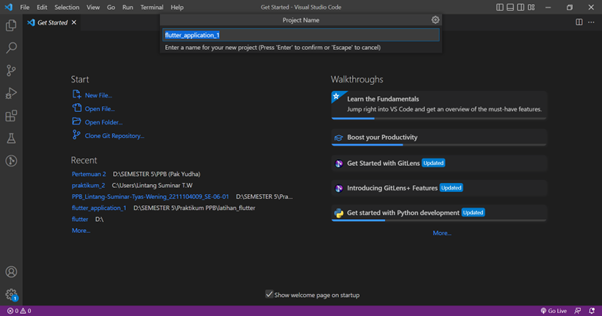 File Edit Selection View Go Run Terminal Help
Get Started - Visual Studio Code
Get Started
Project Name
flutter_application_1
Enter a name for your new project (Press 'Enter' to confirm or 'Escape' to cancel)
Start
New File...
Open File...
Open Folder...
Clone Git Repository...
Recent
Pertemuan 2 D:\SEMESTER 5\PPB (Pak Yudha)
praktikum_2 C:\Users\Lintang Suminar T.W
PPB_Lintang-Suminar-Tyas-Wening_2211104009_SE-06-01 D:\SEMESTER 5\Pra...
flutter_application_1 D:\SEMESTER 5\Praktikum PPB\latihan_flutter
flutter D:\
More...
Walkthroughs
Learn the Fundamentals
Jump right into VS Code and get an overview of the must-have features.
Boost your Productivity
Get Started with GitLens Updated
Introducing GitLens+ Features Updated
Get started with Python development Updated
More...
Show welcome page on startup
1
0 0
Go Live